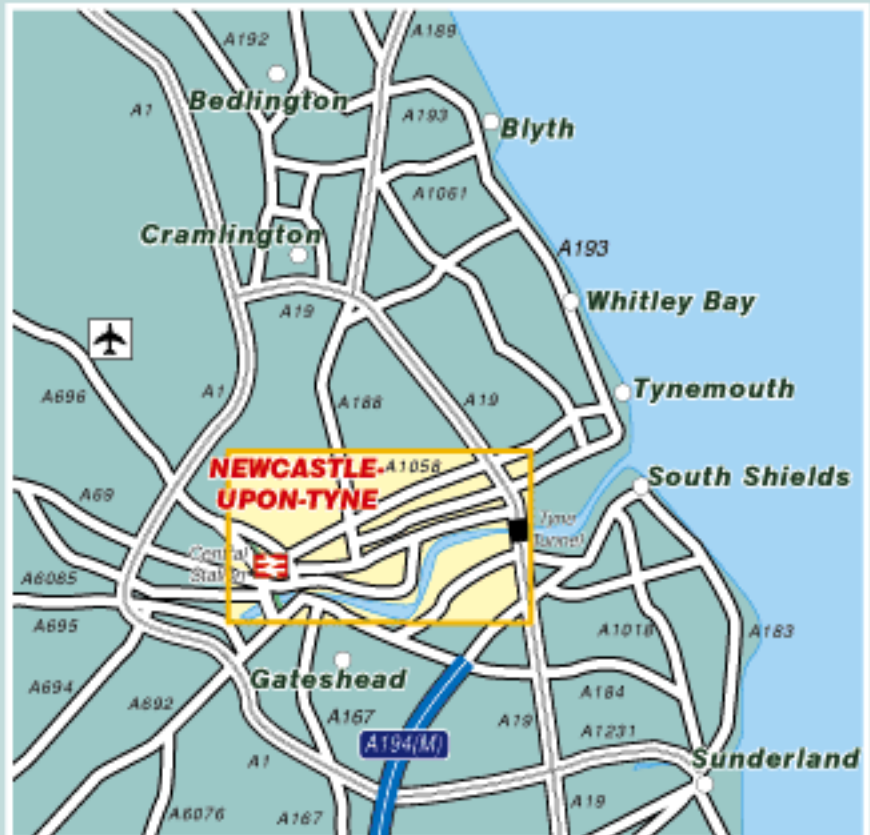 A189
A192
Bedlington
A1
A193
Blyth
A1061
Cramlington
A193
Whitley Bay
A19
A696
A1
A188
A19
Tynemouth
NEWCASTLE-
UPON-TYNE
A1058
South Shields
A69
Tyne
Tunnel
Central
Station
A6085
A695
A1018
A183
Gateshead
A694
A692
A167
A184
A19
A1231
A194(M)
A1
Sunderland
A6076
A167
A19